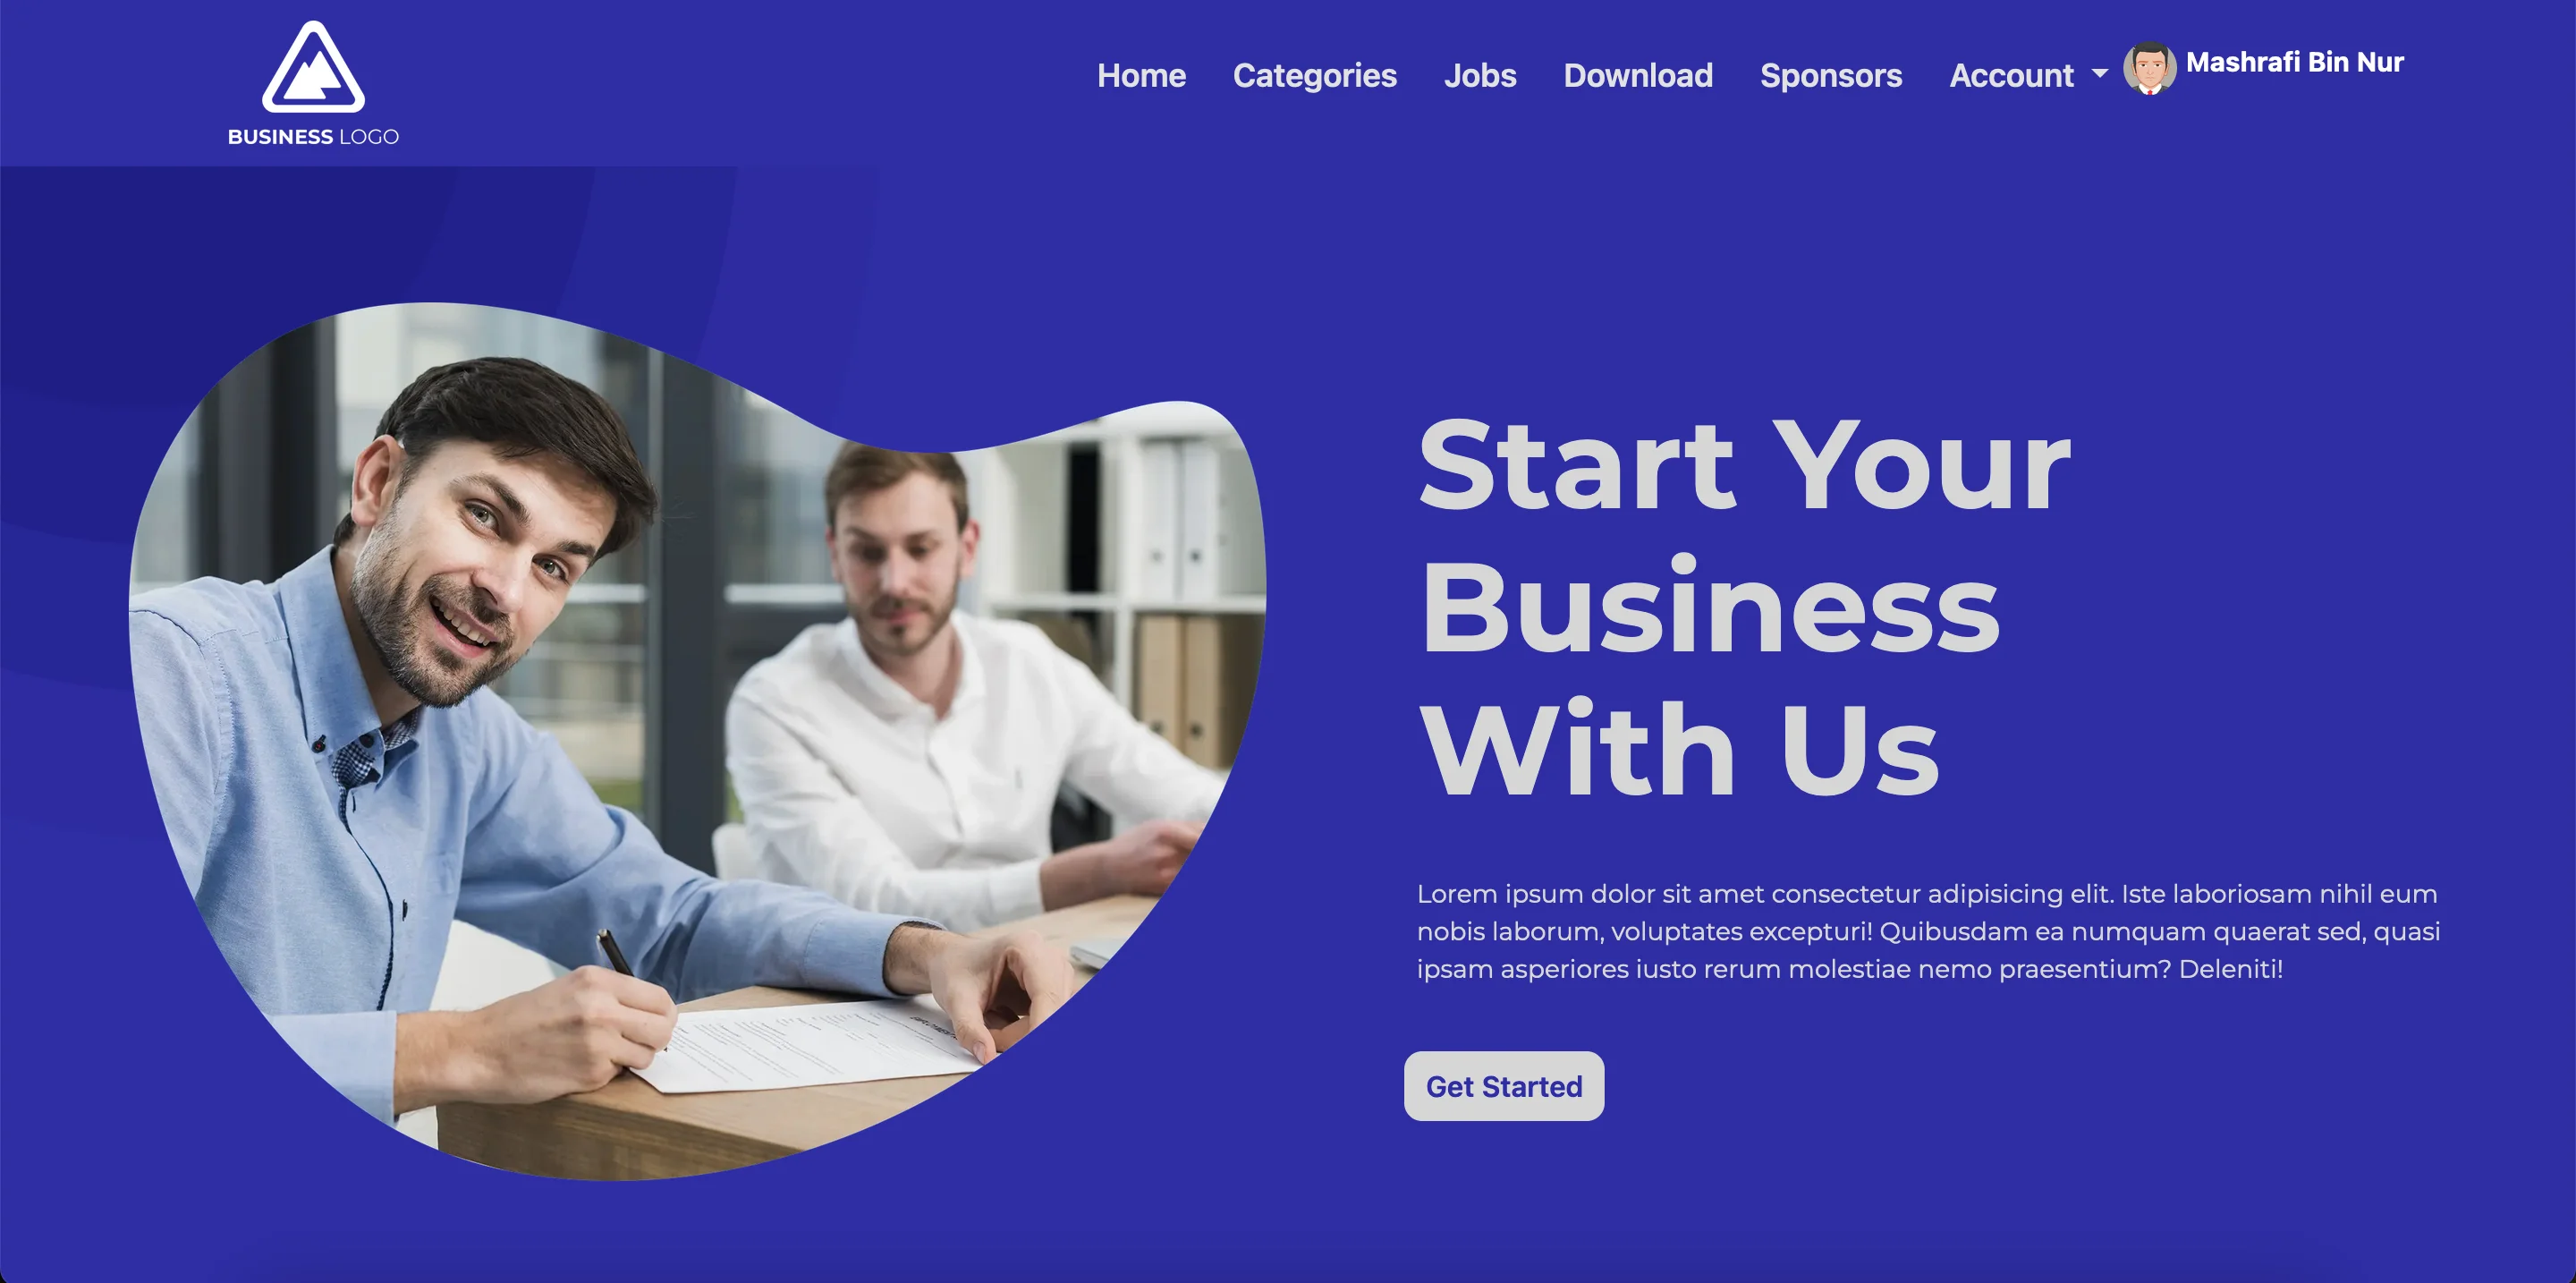 BUSINESS LOGO
Home Categories Jobs Download Sponsors Account Mashrafi Bin Nur
Start Your
Business
With Us
Lorem ipsum dolor sit amet consectetur adipisicing elit. Iste laboriosam nihil eum
nobis laborum, voluptates excepturi! Quibusdam ea numquam quaerat sed, quasi
ipsam asperiores iusto rerum molestiae nemo praesentium? Deleniti!
Get Started